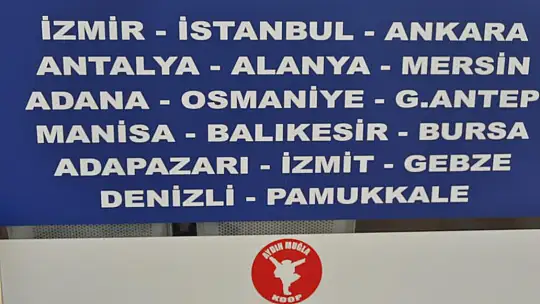 İZMİR - İSTANBUL - ANKARA
ANTALYA - ALANYA - MERSİN
ADANA - OSMANİYE - G.ANTEP
MANİSA - BALIKESİR - BURSA
ADAPAZARI - İZMİT - GEBZE
DENİZLİ - PAMUKKALE
AYDIN MUĞLA
KOOP